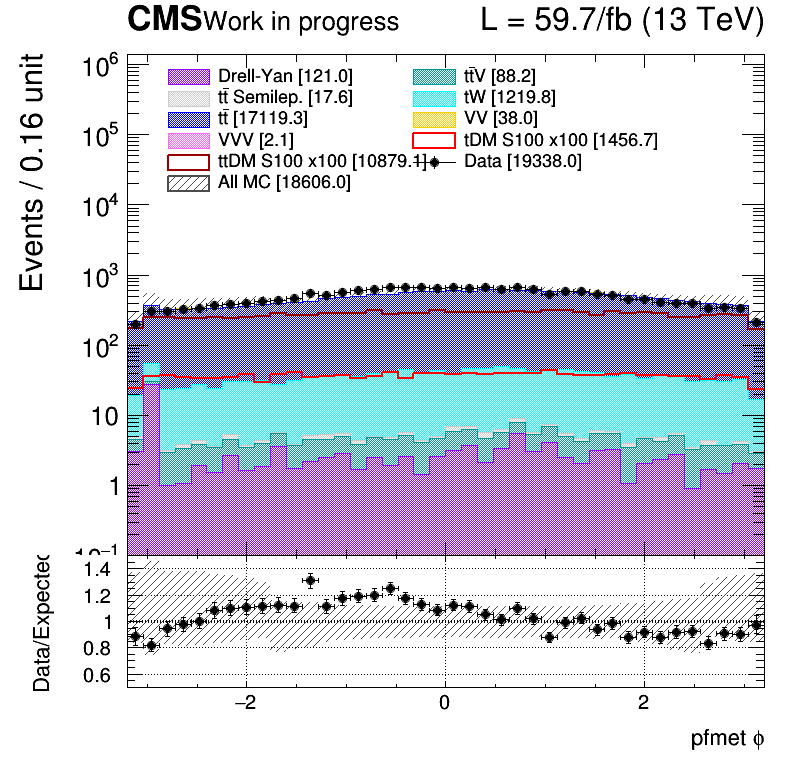 CMS Work in progress L = 59.7/fb (13 TeV)
Events / 0.16 unit
10⁶
10⁵
10⁴
10³
10²
10
1
10⁻¹
Drell-Yan [121.0] tt̄V [88.2]
tt̄ Semilep. [17.6] tW [1219.8]
tt̄ [17119.3] VV [38.0]
VVV [2.1] tDM S100 x100 [1456.7]
ttDM S100 x100 [10879.1] Data [19338.0]
All MC [18606.0]
Data/Expected
1.4
1.2
1
0.8
0.6
−2 0 2
pfmet ϕ